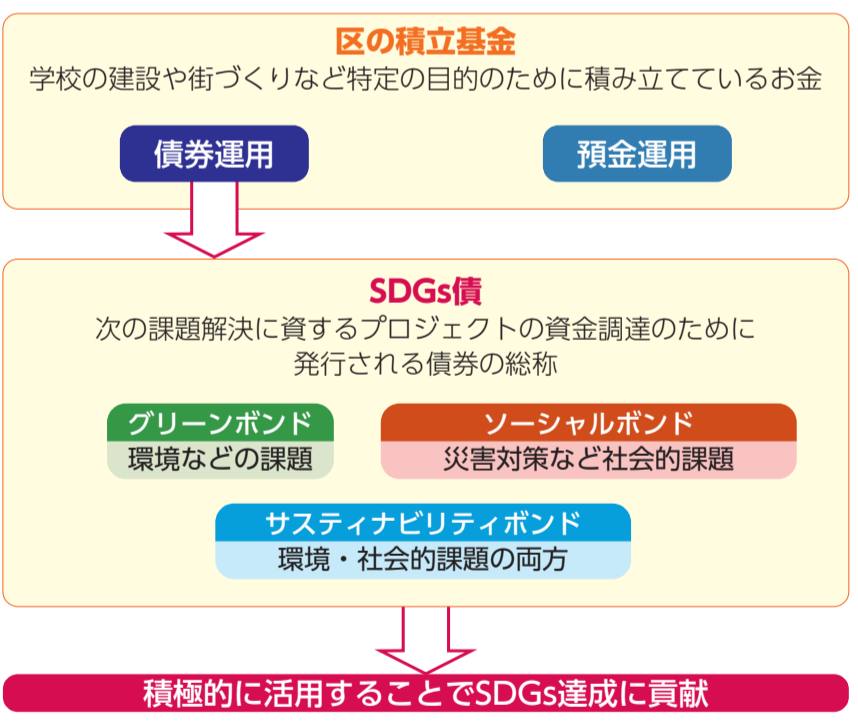 区の積立基金
学校の建設や街づくりなど特定の目的のために積み立てているお金
債券運用
預金運用
SDGs債
次の課題解決に資するプロジェクトの資金調達のために
発行される債券の総称
グリーンボンド
環境などの課題
ソーシャルボンド
災害対策など社会的課題
サスティナビリティボンド
環境・社会的課題の両方
積極的に活用することでSDGs達成に貢献